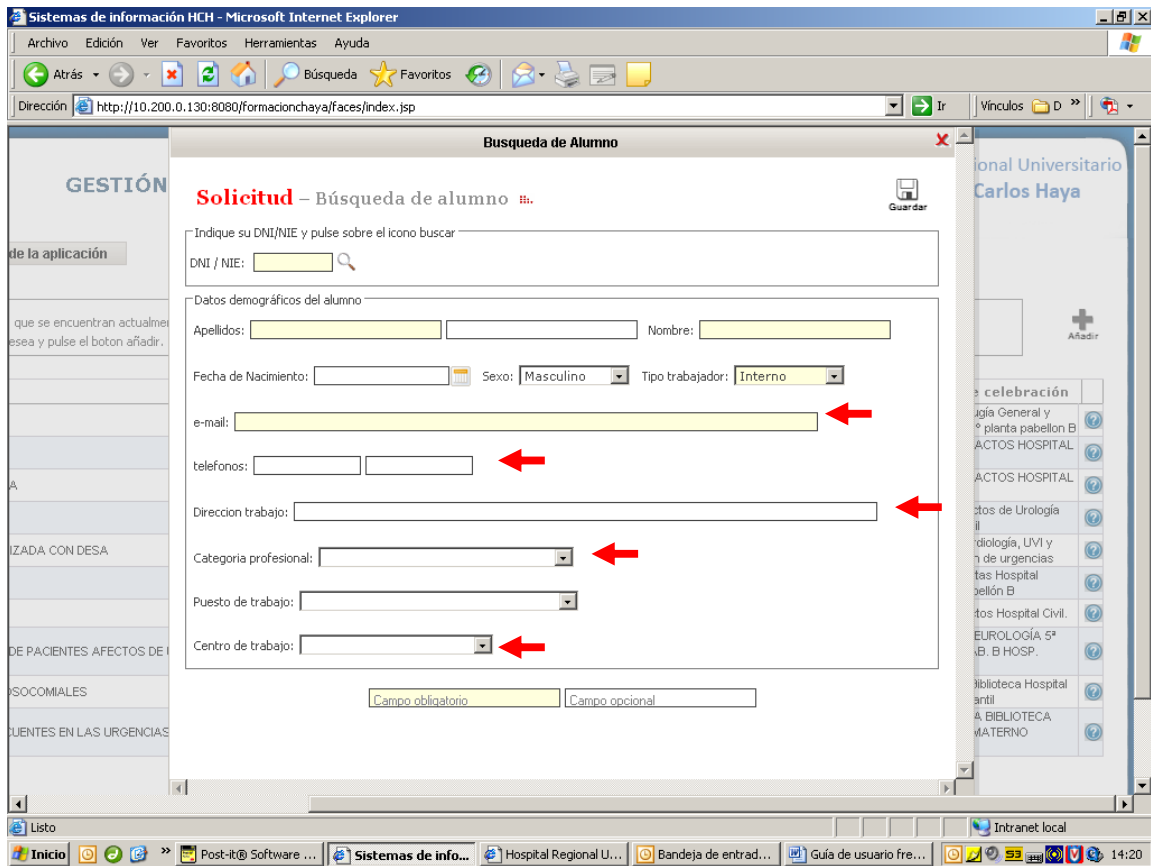 Sistemas de información HCH - Microsoft Internet Explorer
Archivo Edición Ver Favoritos Herramientas Ayuda
Atrás Búsqueda Favoritos
Dirección http://10.200.0.130:8080/formacionchaya/faces/index.jsp Ir Vínculos D »
Busqueda de Alumno
GESTIÓN
ional Universitario
Carlos Haya
Solicitud – Búsqueda de alumno
Guardar
de la aplicación
Indique su DNI/NIE y pulse sobre el icono buscar
DNI / NIE:
Datos demográficos del alumno
que se encuentran actualme
esea y pulse el boton añadir.
Añadir
Apellidos: Nombre:
Fecha de Nacimiento: Sexo: Masculino Tipo trabajador: Interno
e celebración
e-mail:
ugía General y
º planta pabellon B
ACTOS HOSPITAL
telefonos:
A
ACTOS HOSPITAL
Direccion trabajo:
ctos de Urología
il
IZADA CON DESA
Categoria profesional:
rdiología, UVI y
n de urgencias
tas Hospital
bellón B
Puesto de trabajo:
tos Hospital Civil.
Centro de trabajo:
DE PACIENTES AFECTOS DE
EUROLOGÍA 5ª
AB. B HOSP.
OSOCOMIALES
Biblioteca Hospital
antil
Campo obligatorio Campo opcional
CUENTES EN LAS URGENCIAS
A BIBLIOTECA
MATERNO
Listo Intranet local
Inicio » Post-it® Software ... Sistemas de info... Hospital Regional U... Bandeja de entrad... Guía de usuario fre... 53 14:20